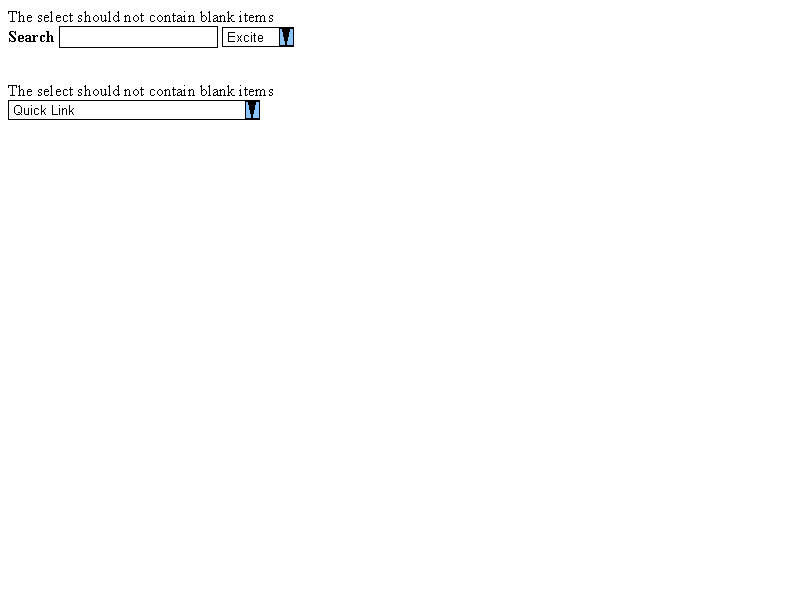 The select should not contain blank items
Search Excite
The select should not contain blank items
Quick Link